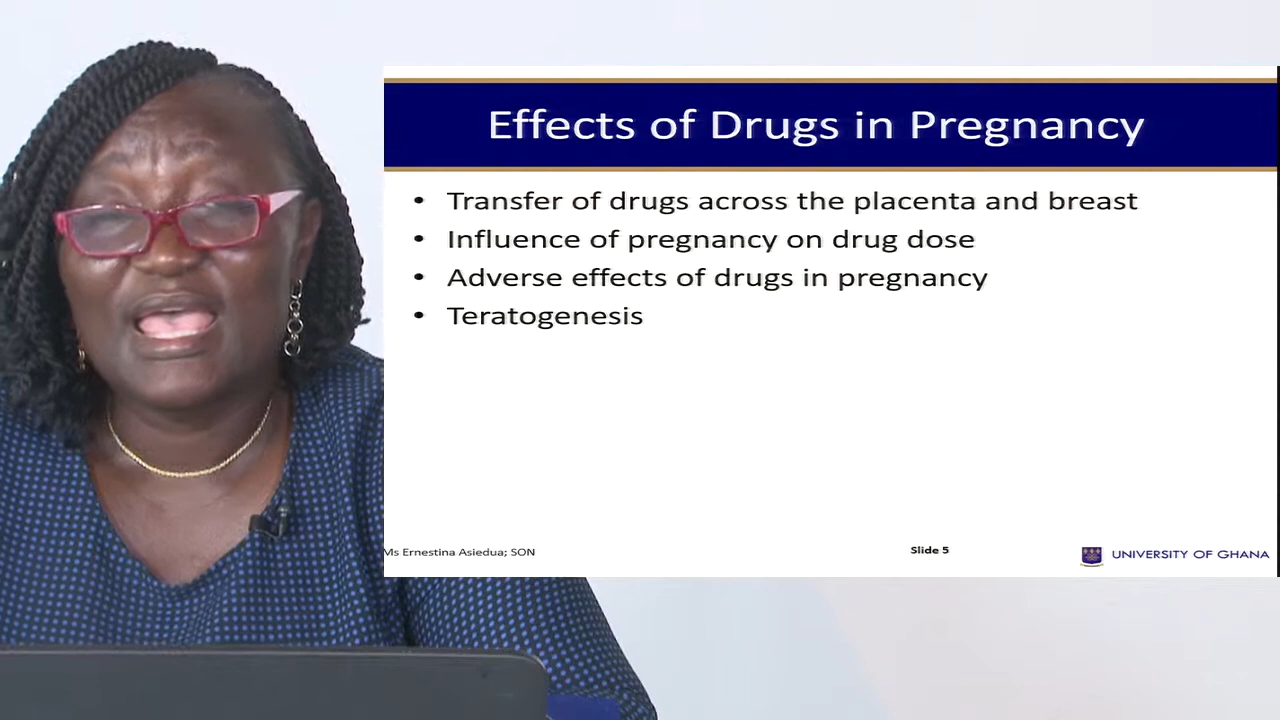 Effects of Drugs in Pregnancy
• Transfer of drugs across the placenta and breast
• Influence of pregnancy on drug dose
• Adverse effects of drugs in pregnancy
• Teratogenesis
Ms Ernestina Asiedua; SON
Slide 5
UNIVERSITY OF GHANA